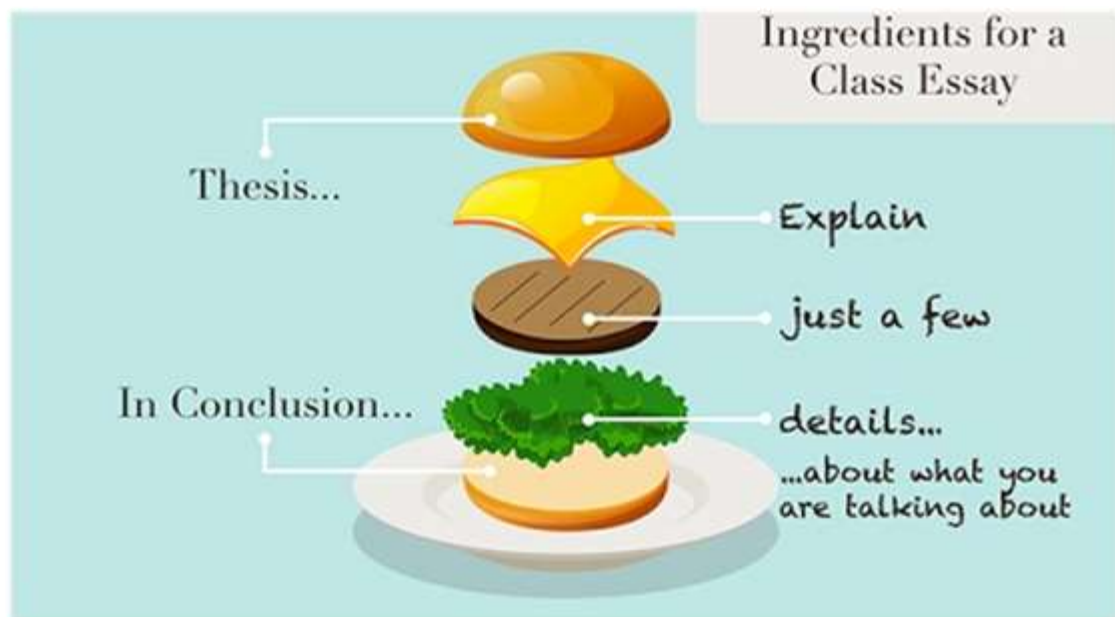 Ingredients for a
Class Essay
Thesis...
Explain
just a few
In Conclusion...
details...
...about what you
are talking about